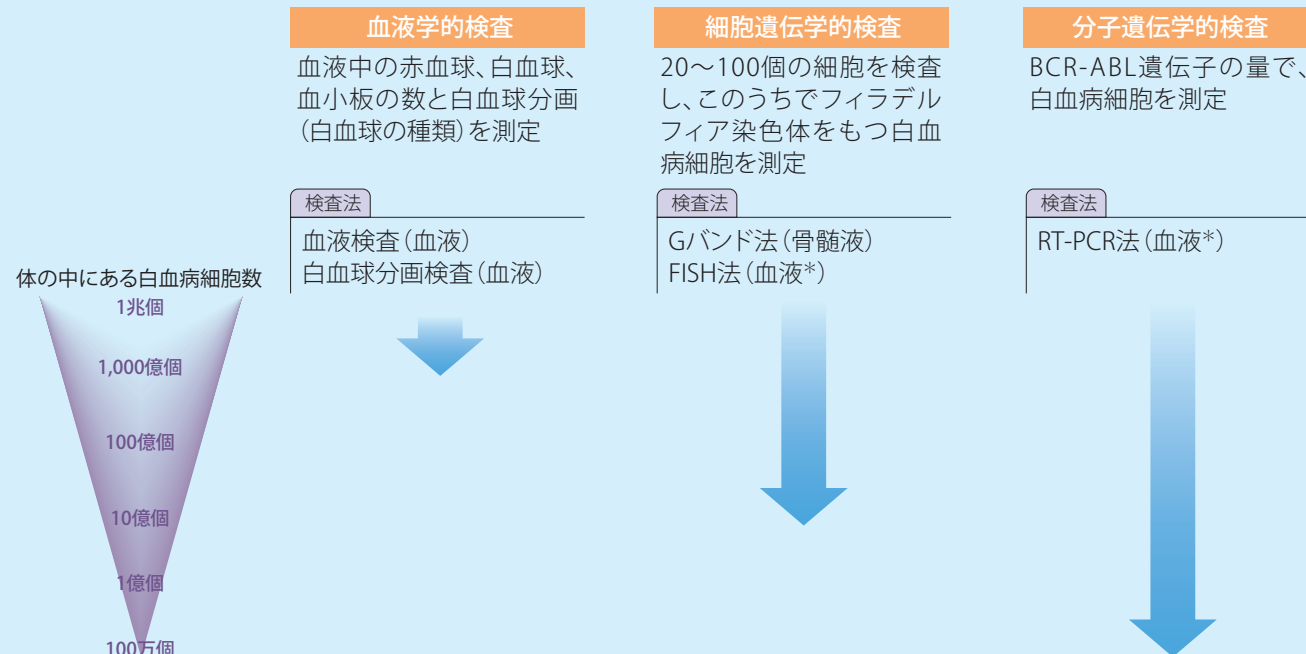 血液学的検査
血液中の赤血球、白血球、
血小板の数と白血球分画
(白血球の種類)を測定
検査法
血液検査(血液)
白血球分画検査(血液)
細胞遺伝学的検査
20〜100個の細胞を検査
し、このうちでフィラデル
フィア染色体をもつ白血
病細胞を測定
検査法
Gバンド法(骨髄液)
FISH法(血液*)
分子遺伝学的検査
BCR-ABL遺伝子の量で、
白血病細胞を測定
検査法
RT-PCR法(血液*)
体の中にある白血病細胞数
1兆個
1,000億個
100億個
10億個
1億個
100万個